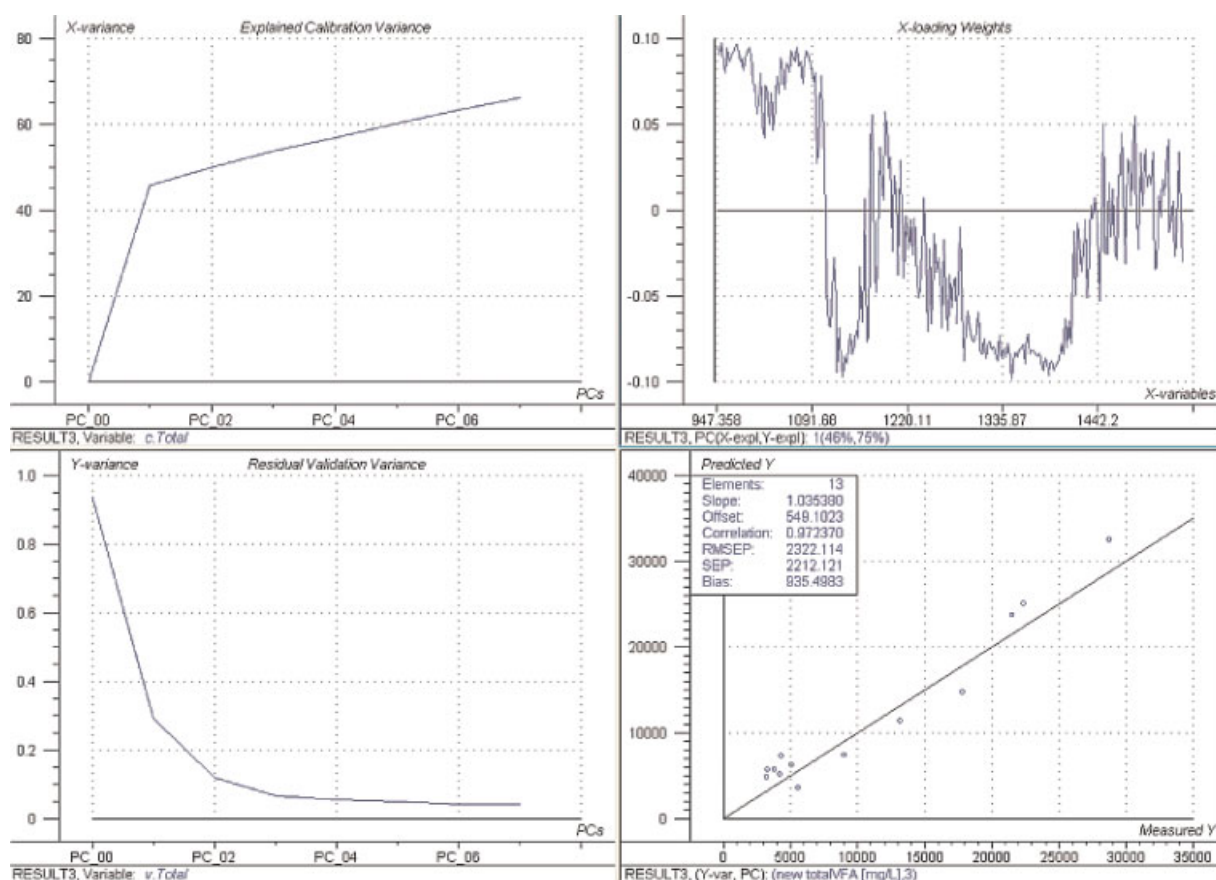 X-variance Explained Calibration Variance
80
60
40
20
0
PCs
PC_00 PC_02 PC_04 PC_06
RESULT3, Variable: c.Total
X-loading Weights
0.10
0.05
0
-0.05
-0.10
X-variables
947.358 1091.68 1220.11 1335.87 1442.2
RESULT3, PC(X-expl,Y-expl): 1(46%,75%)
Y-variance Residual Validation Variance
1.0
0.8
0.6
0.4
0.2
0
PCs
PC_00 PC_02 PC_04 PC_06
RESULT3, Variable: v.Total
Predicted Y
Elements: 13
Slope: 1.035380
Offset: 549.1023
Correlation: 0.972370
RMSEP: 2322.114
SEP: 2212.121
Bias: 935.4983
40000
30000
20000
10000
0
Measured Y
0 5000 10000 15000 20000 25000 30000 35000
RESULT3, (Y-var, PC): (new totalVFA [mg/L],3)